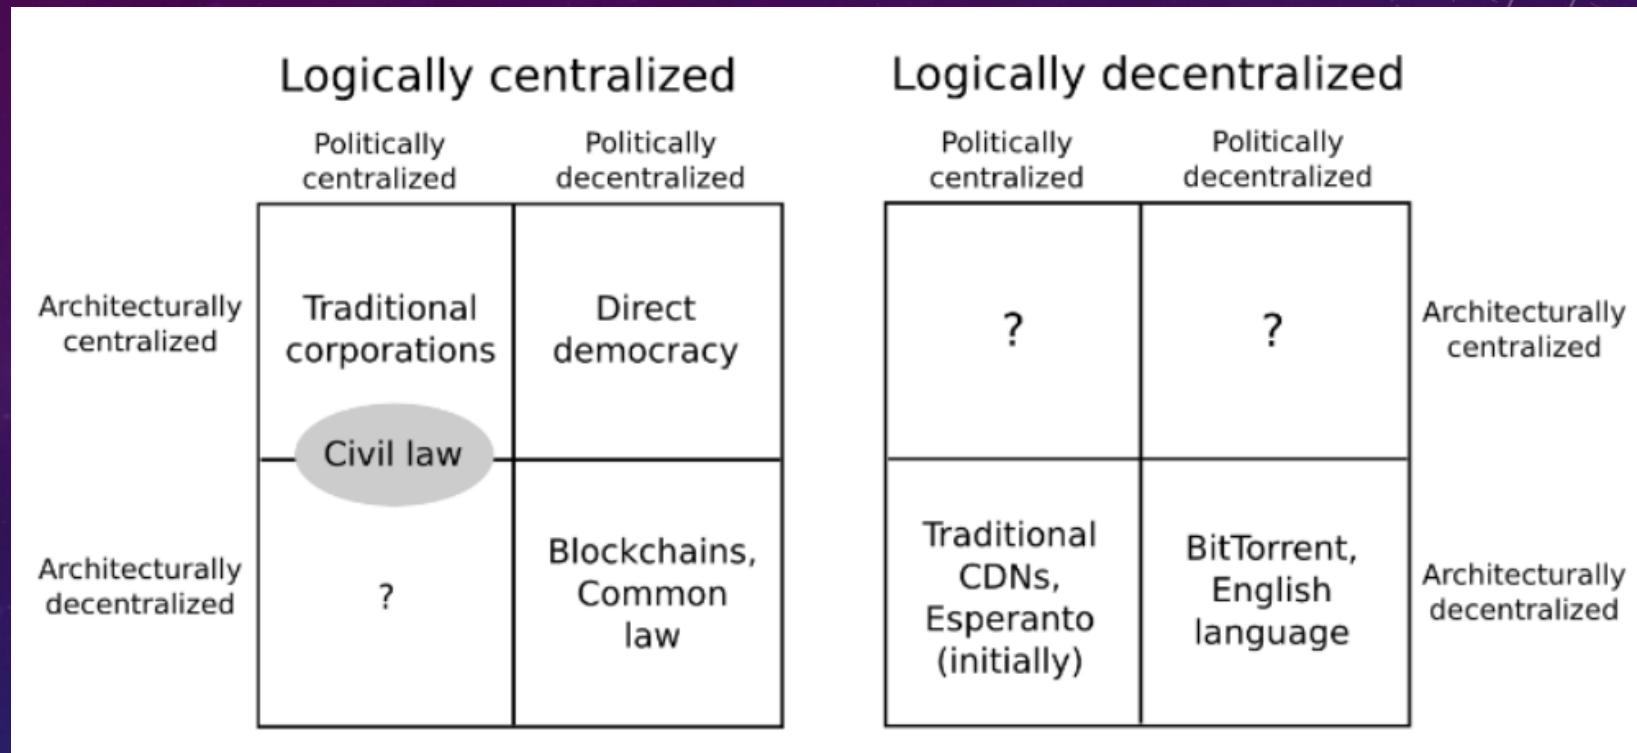 Logically centralized
Logically decentralized
Politically
centralized
Politically
decentralized
Politically
centralized
Politically
decentralized
Architecturally
centralized
Traditional
corporations
Direct
democracy
?
?
Architecturally
centralized
Civil law
Architecturally
decentralized
?
Blockchains,
Common
law
Traditional
CDNs,
Esperanto
(initially)
BitTorrent,
English
language
Architecturally
decentralized